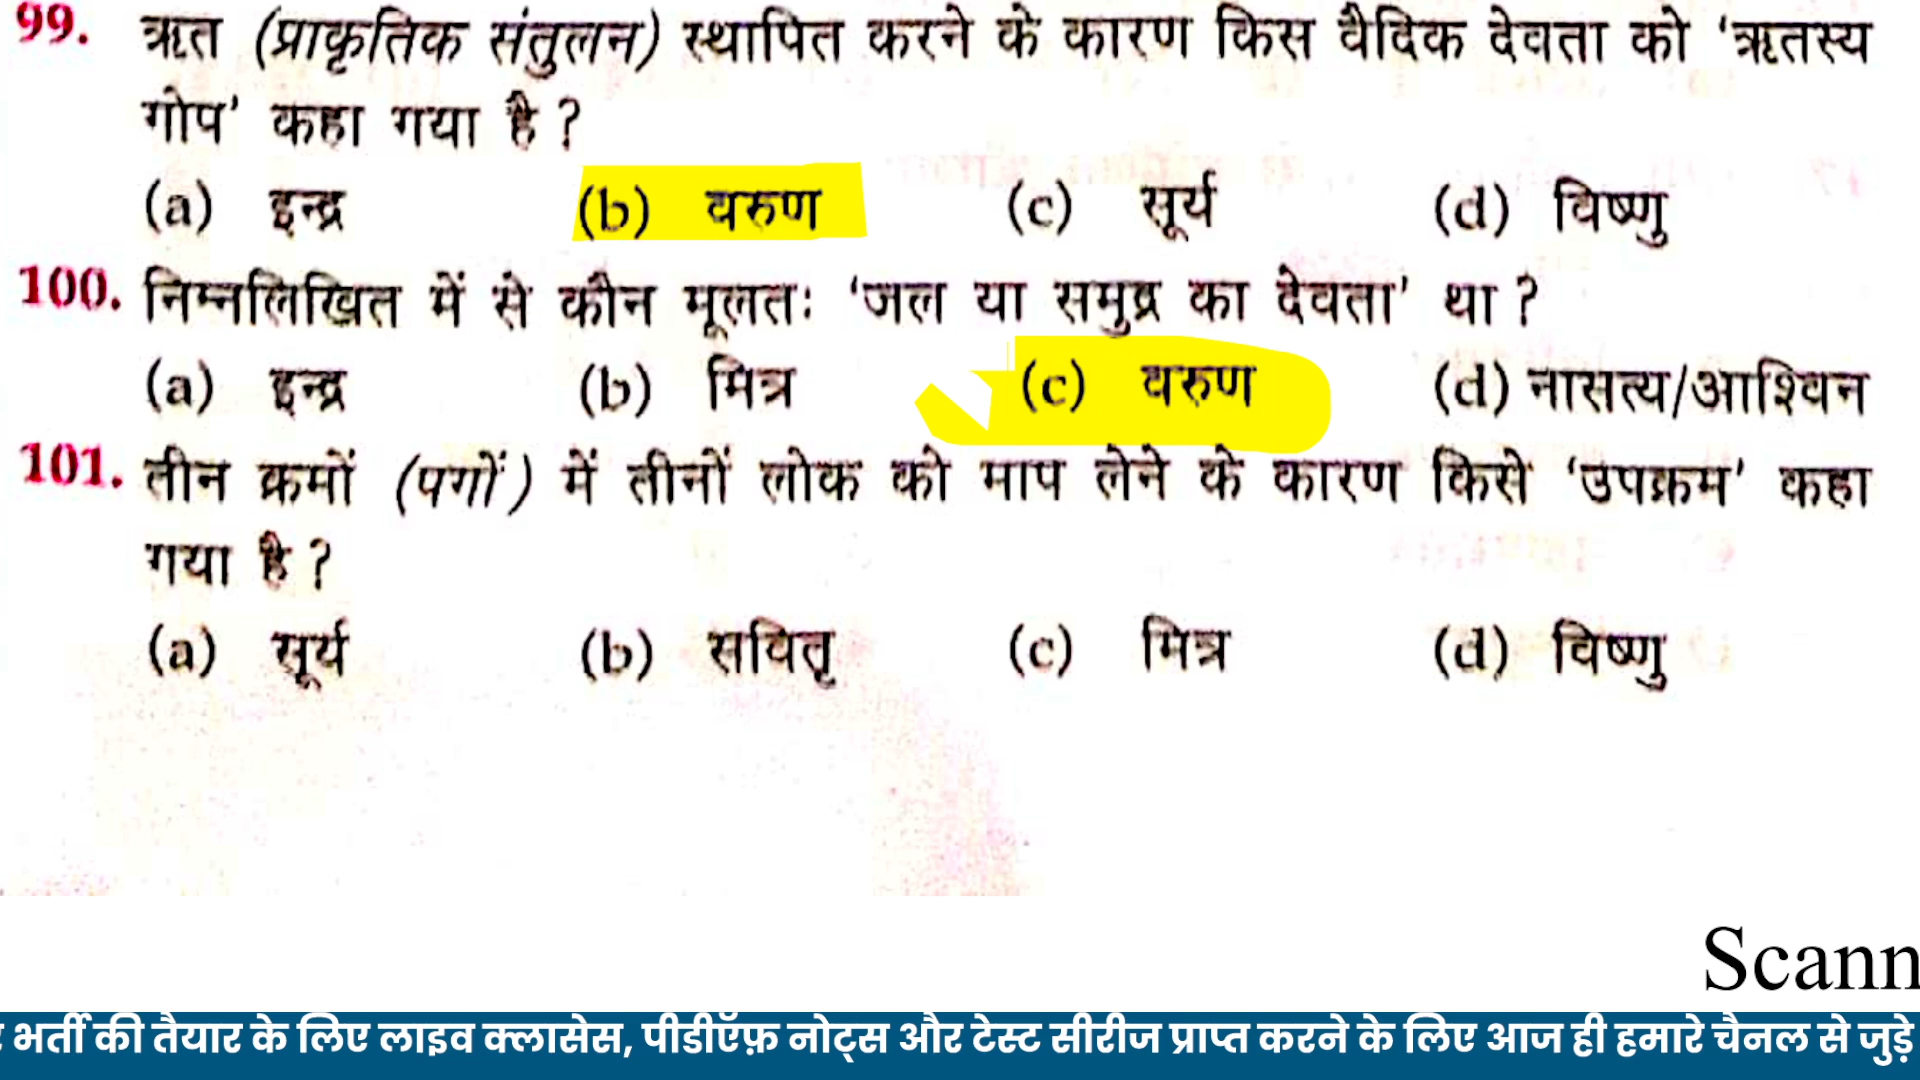 99. ऋत (प्राकृतिक संतुलन) स्थापित करने के कारण किस वैदिक देवता को ‘ऋतस्य
गोप’ कहा गया है ?
(a) इन्द्र (b) वरुण (c) सूर्य (d) विष्णु
100. निम्नलिखित में से कौन मूलतः ‘जल या समुद्र का देवता’ था ?
(a) इन्द्र (b) मित्र (c) वरुण (d) नासत्य/आश्विन
101. तीन क्रमों (पगों) में तीनों लोक को माप लेने के कारण किसे ‘उपक्रम’ कहा
गया है ?
(a) सूर्य (b) सवितृ (c) मित्र (d) विष्णु
Scann
भर्ती की तैयार के लिए लाइव क्लासेस, पीडीऍफ़ नोट्स और टेस्ट सीरीज प्राप्त करने के लिए आज ही हमारे चैनल से जुड़े